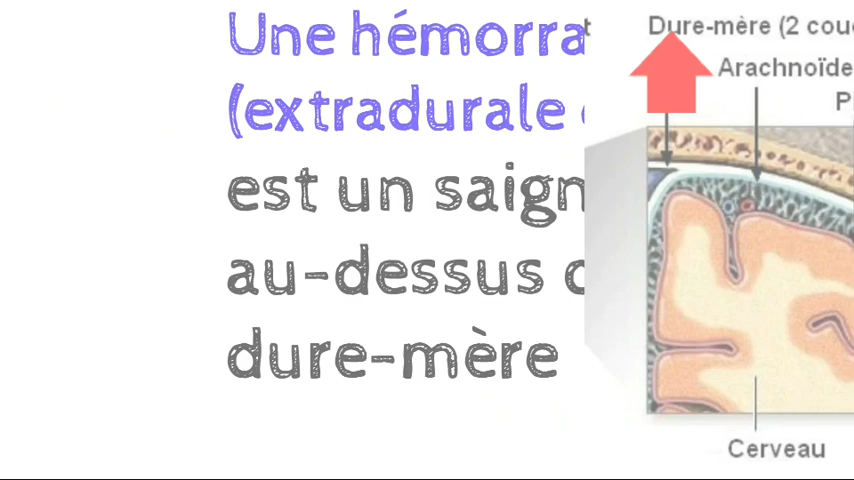 Une hémorra
(extradurale
est un saign
au-dessus
dure-mère
Dure-mère (2 couc
Arachnoïde
Cerveau